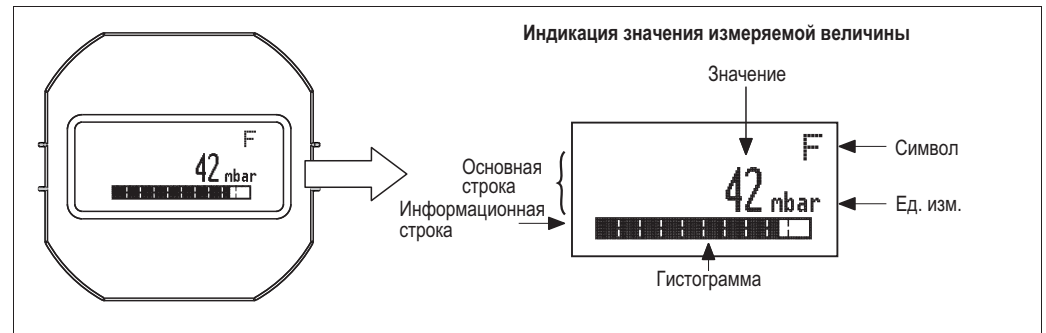 Индикация значения измеряемой величины
Значение
F
42 mbar
F
42 mbar
Символ
Ед. изм.
Основная
строка
Информационная
строка
Гистограмма